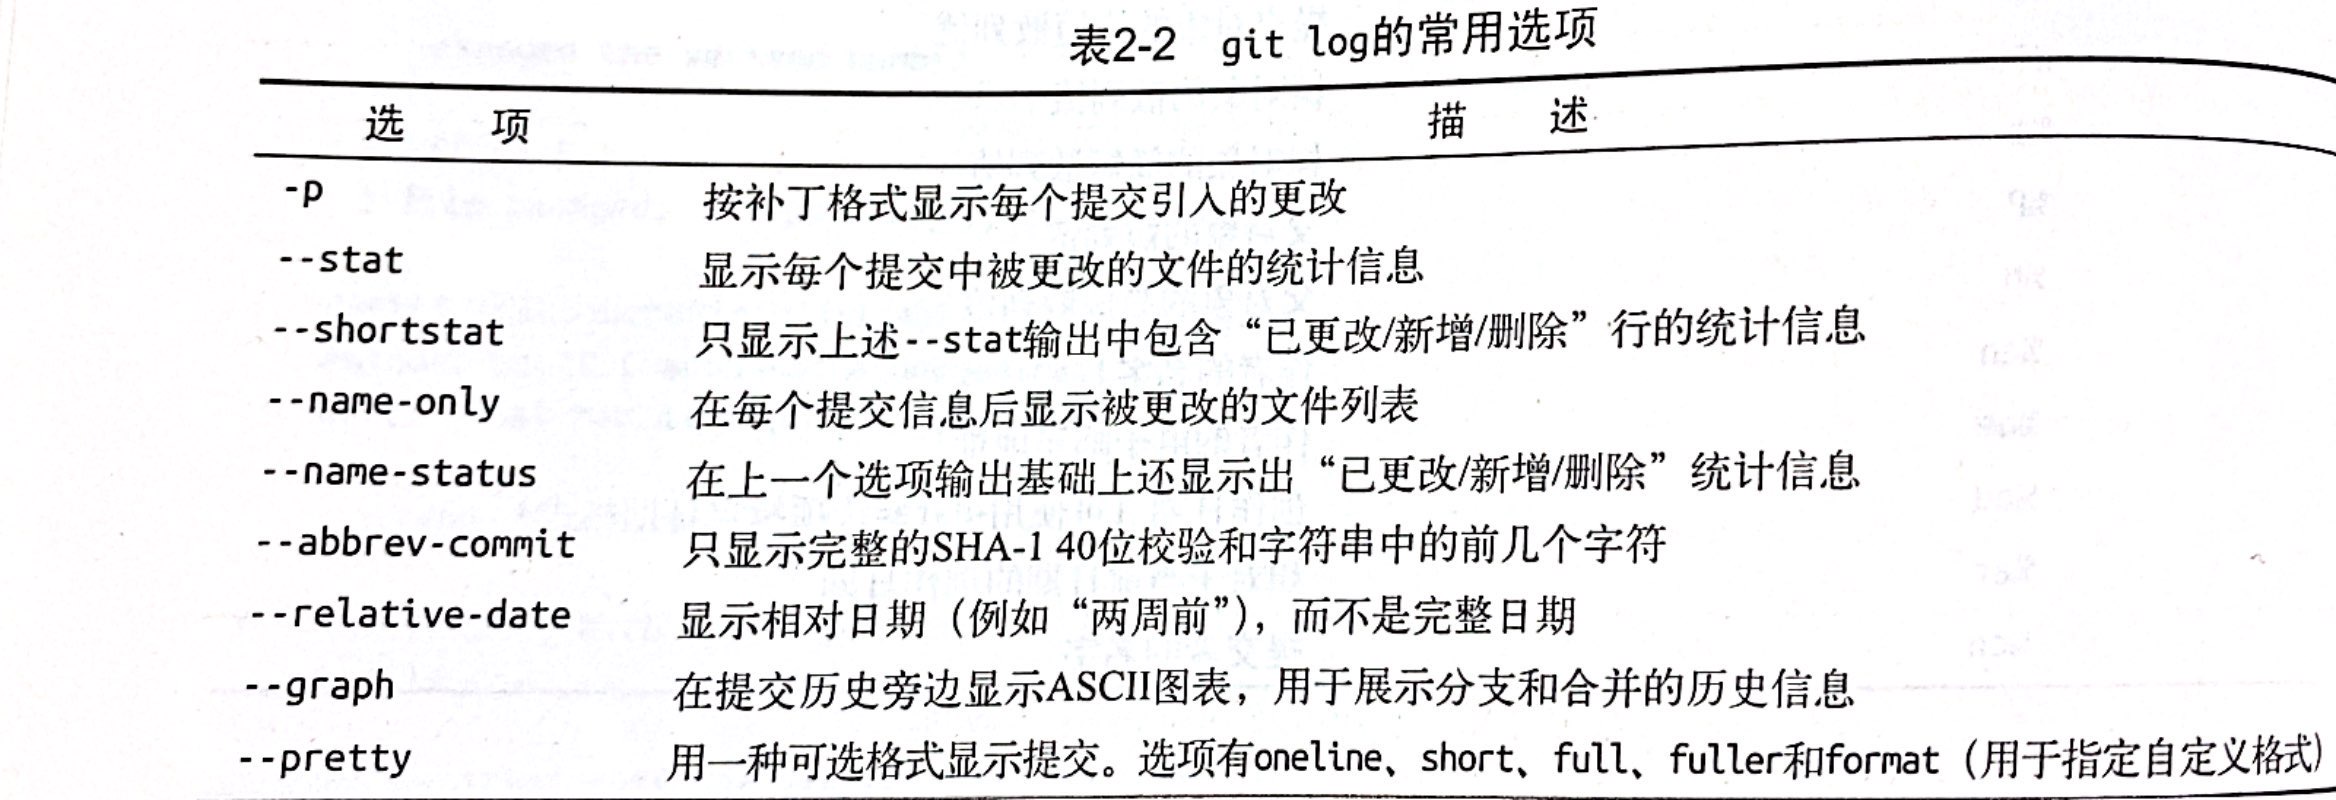 表2-2 git log的常用选项
选 项 描 述
-p 按补丁格式显示每个提交引入的更改
--stat 显示每个提交中被更改的文件的统计信息
--shortstat 只显示上述--stat输出中包含“已更改/新增/删除”行的统计信息
--name-only 在每个提交信息后显示被更改的文件列表
--name-status 在上一个选项输出基础上还显示出“已更改/新增/删除”统计信息
--abbrev-commit 只显示完整的SHA-1 40位校验和字符串中的前几个字符
--relative-date 显示相对日期（例如“两周前”），而不是完整日期
--graph 在提交历史旁边显示ASCII图表，用于展示分支和合并的历史信息
--pretty 用一种可选格式显示提交。选项有oneline、short、full、fuller和format（用于指定自定义格式）